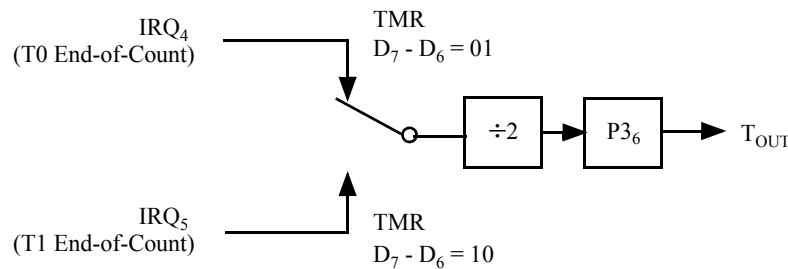 IRQ₄
(T0 End-of-Count)
TMR
D₇ - D₆ = 01
÷2
P3₆
T_OUT
IRQ₅
(T1 End-of-Count)
TMR
D₇ - D₆ = 10